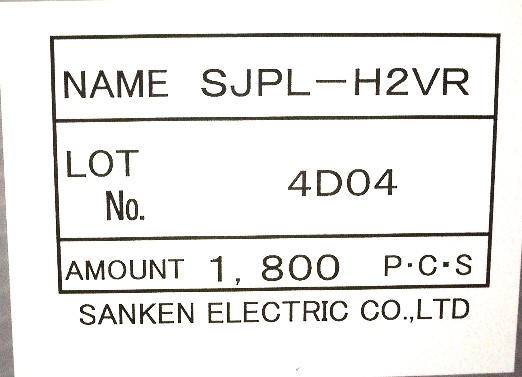 NAME SJPL-H2VR
LOT
No. 4D04
AMOUNT 1,800 P·C·S
SANKEN ELECTRIC CO.,LTD